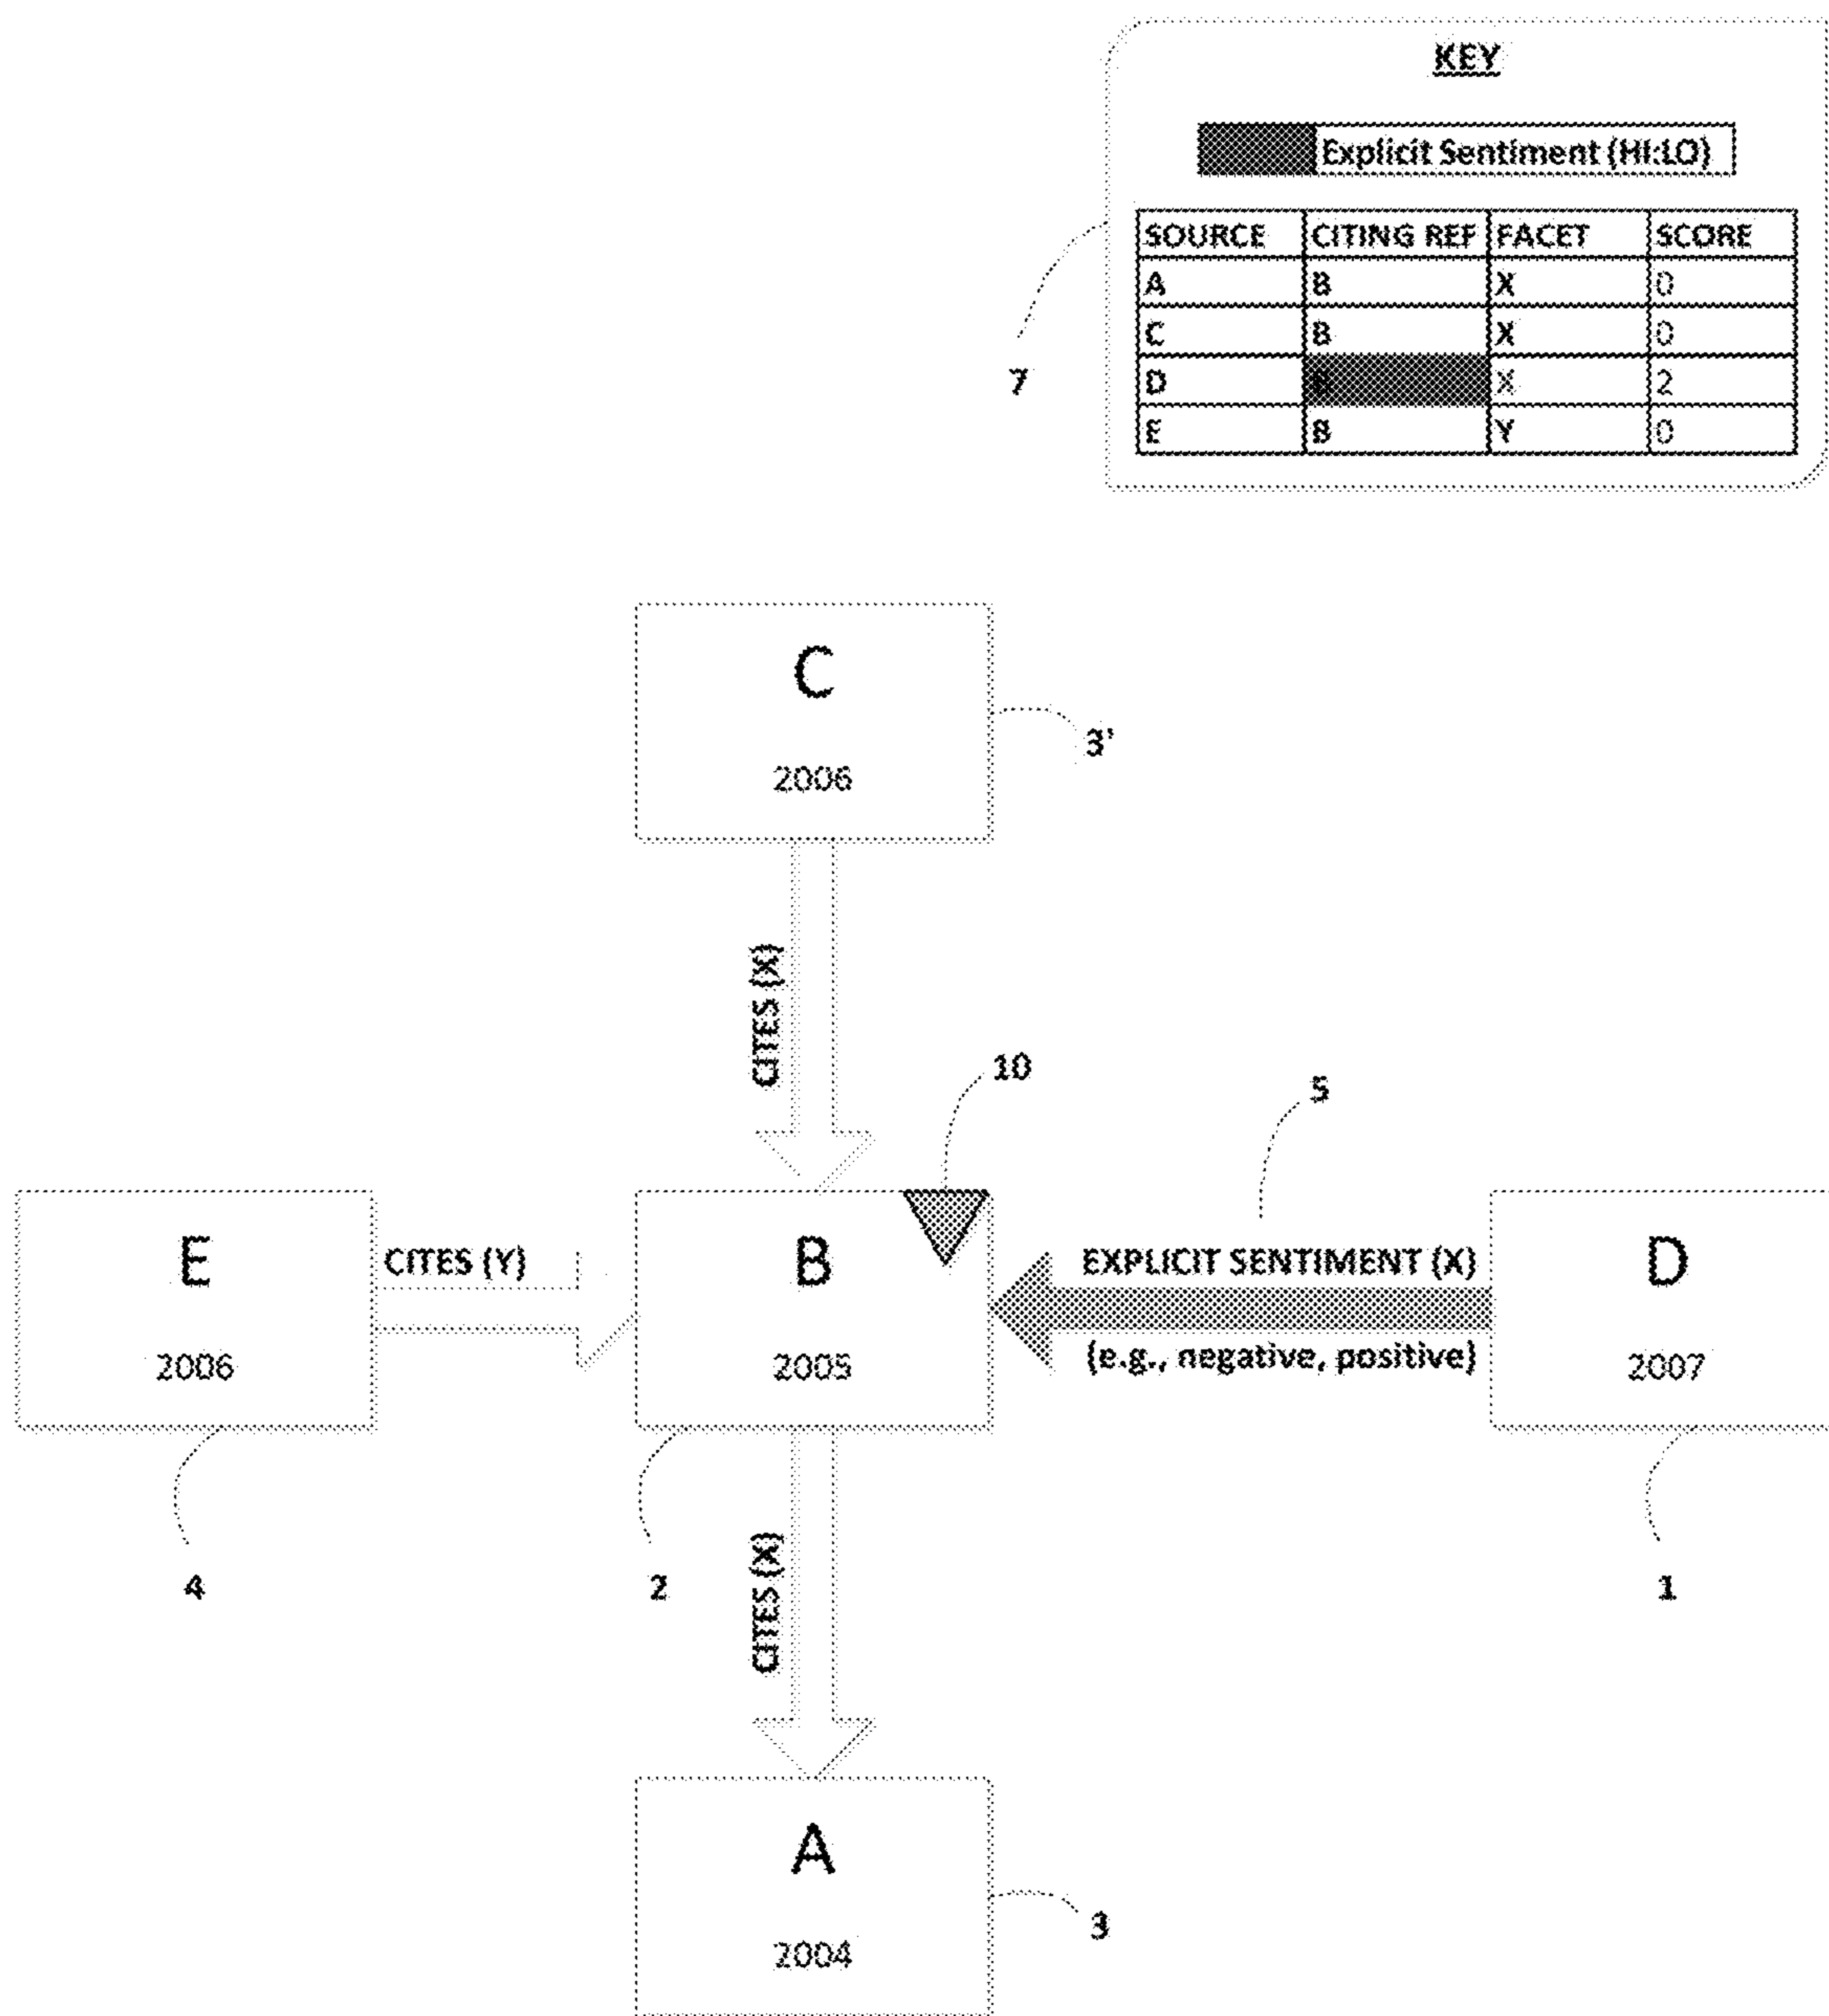 KEY
Explicit Sentiment (HI:LO)
SOURCE CITING REF FACET SCORE
A B X 0
C B X 0
D B X 2
E B Y 0
7
C
2006
3'
CITES (X)
10
5
E
2006
CITES (Y)
B
2005
EXPLICIT SENTIMENT (X)
(e.g., negative, positive)
D
2007
4
2
1
CITES (X)
A
2004
3